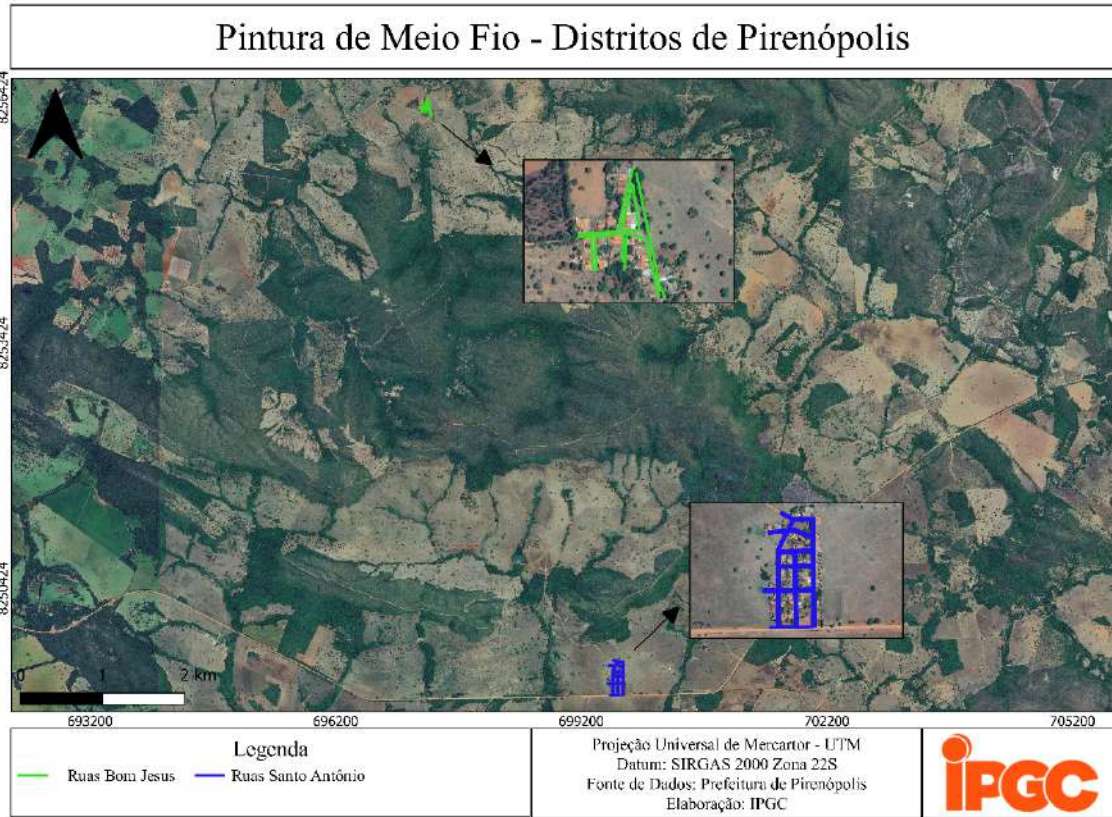 Pintura de Meio Fio - Distritos de Pirenópolis
8256424
8253424
8250424
0 1 2 km
693200 696200 699200 702200 705200
Legenda
Ruas Bom Jesus Ruas Santo Antônio
Projeção Universal de Mercartor - UTM
Datum: SIRGAS 2000 Zona 22S
Fonte de Dados: Prefeitura de Pirenópolis
Elaboração: IPGC
iPGC